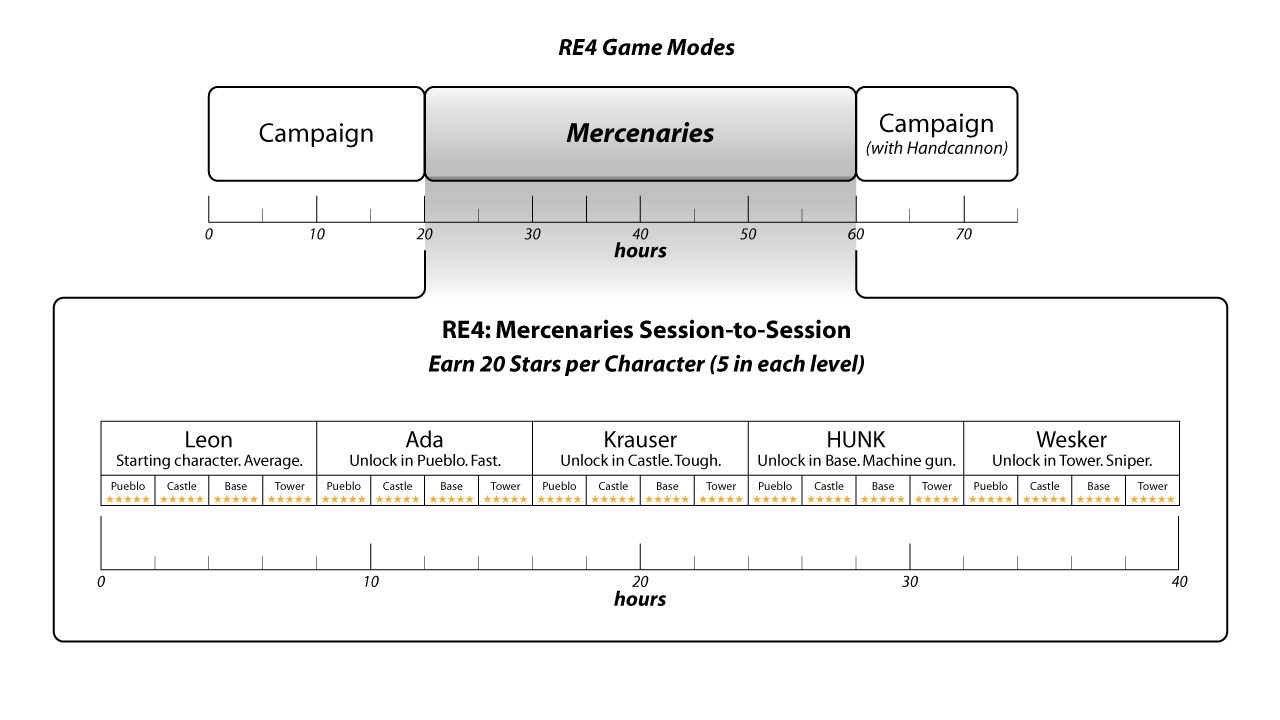 RE4 Game Modes
Campaign
Mercenaries
Campaign
(with Handcannon)
0 10 20 30 40 50 60 70
hours
RE4: Mercenaries Session-to-Session
Earn 20 Stars per Character (5 in each level)
Leon Ada Krauser HUNK Wesker
Starting character. Average. Unlock in Pueblo. Fast. Unlock in Castle. Tough. Unlock in Base. Machine gun. Unlock in Tower. Sniper.
Pueblo Castle Base Tower Pueblo Castle Base Tower Pueblo Castle Base Tower Pueblo Castle Base Tower Pueblo Castle Base Tower
★★★★★ ★★★★★ ★★★★★ ★★★★★ ★★★★★ ★★★★★ ★★★★★ ★★★★★ ★★★★★ ★★★★★ ★★★★★ ★★★★★ ★★★★★ ★★★★★ ★★★★★ ★★★★★ ★★★★★ ★★★★★ ★★★★★ ★★★★★
0 10 20 30 40
hours